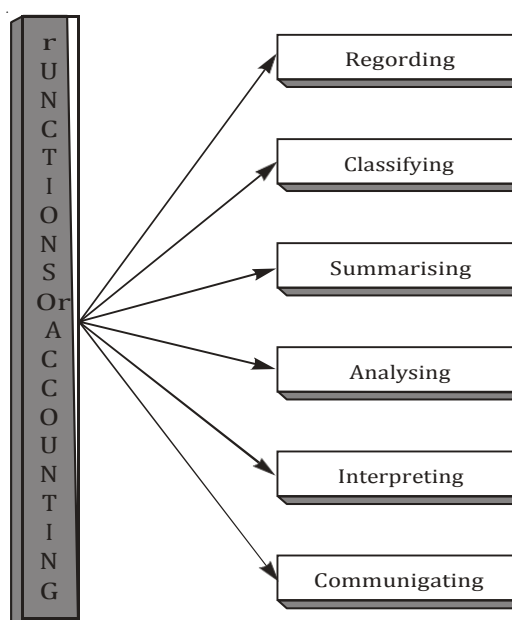 r
U
N
C
T
I
O
N
S
Or
A
C
C
O
U
N
T
I
N
G
Regording
Classifying
Summarising
Analysing
Interpreting
Communigating